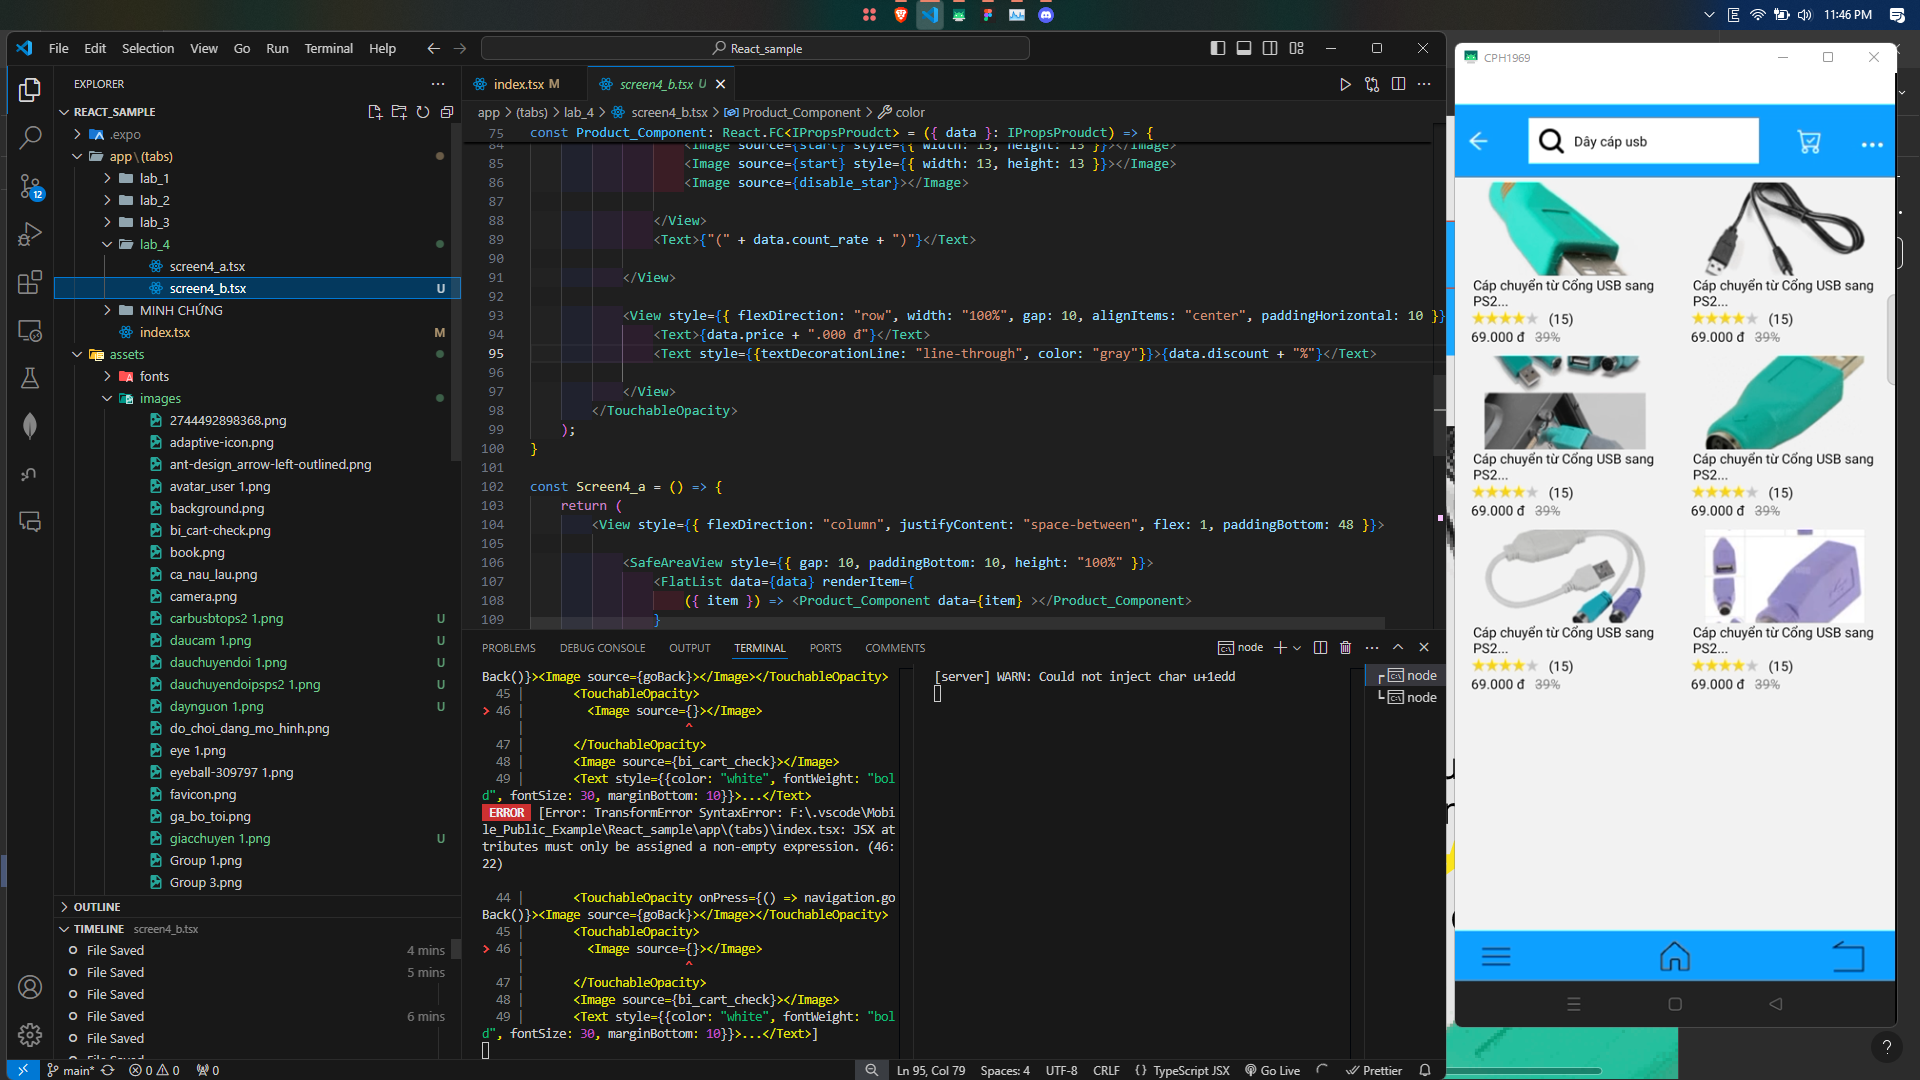 11:46 PM
File Edit Selection View Go Run Terminal Help
React_sample
CPH1969
EXPLORER
REACT_SAMPLE
.expo
app\(tabs)
lab_1
lab_2
lab_3
lab_4
screen4_a.tsx
screen4_b.tsx U
MINH CHỨNG
index.tsx M
assets
fonts
images
2744492898368.png
adaptive-icon.png
ant-design_arrow-left-outlined.png
avatar_user 1.png
background.png
bi_cart-check.png
book.png
ca_nau_lau.png
camera.png
carbusbtops2 1.png U
daucam 1.png U
dauchuyendoi 1.png U
dauchuyendoipsps2 1.png U
daynguon 1.png U
do_choi_dang_mo_hinh.png
eye 1.png
eyeball-309797 1.png
favicon.png
ga_bo_toi.png
giacchuyen 1.png U
Group 1.png
Group 3.png
OUTLINE
TIMELINE screen4_b.tsx
File Saved 4 mins
File Saved 5 mins
File Saved
File Saved 6 mins
File Saved
File Saved
12
index.tsx M
screen4_b.tsx U
app > (tabs) > lab_4 > screen4_b.tsx > Product_Component > color
75 const Product_Component: React.FC<IPropsProudct> = ({ data }: IPropsProudct) => {
84 <Image source={start} style={{ width: 13, height: 13 }}></Image>
85 <Image source={start} style={{ width: 13, height: 13 }}></Image>
86 <Image source={disable_star}></Image>
87
88 </View>
89 <Text>{"(" + data.count_rate + ")"}</Text>
90
91 </View>
92
93 <View style={{ flexDirection: "row", width: "100%", gap: 10, alignItems: "center", paddingHorizontal: 10 }}
94 <Text>{data.price + ".000 đ"}</Text>
95 <Text style={{textDecorationLine: "line-through", color: "gray"}}>{data.discount + "%"}</Text>
96
97 </View>
98 </TouchableOpacity>
99 );
100 }
101
102 const Screen4_a = () => {
103 return (
104 <View style={{ flexDirection: "column", justifyContent: "space-between", flex: 1, paddingBottom: 48 }}>
105
106 <SafeAreaView style={{ gap: 10, paddingBottom: 10, height: "100%" }}>
107 <FlatList data={data} renderItem={
108 ({ item }) => <Product_Component data={item} ></Product_Component>
109 }
PROBLEMS DEBUG CONSOLE OUTPUT TERMINAL PORTS COMMENTS
node
Back()}><Image source={goBack}></Image></TouchableOpacity>
45 | <TouchableOpacity>
> 46 | <Image source={}></Image>
| ^
47 | </TouchableOpacity>
48 | <Image source={bi_cart_check}></Image>
49 | <Text style={{color: "white", fontWeight: "bol
d", fontSize: 30, marginBottom: 10}}>...</Text>
ERROR [Error: TransformError SyntaxError: F:\.vscode\Mobi
le_Public_Example\React_sample\app\(tabs)\index.tsx: JSX at
tributes must only be assigned a non-empty expression. (46:
22)
44 | <TouchableOpacity onPress={() => navigation.go
Back()}><Image source={goBack}></Image></TouchableOpacity>
45 | <TouchableOpacity>
> 46 | <Image source={}></Image>
| ^
47 | </TouchableOpacity>
48 | <Image source={bi_cart_check}></Image>
49 | <Text style={{color: "white", fontWeight: "bol
d", fontSize: 30, marginBottom: 10}}>...</Text>]
[server] WARN: Could not inject char u+1edd
node
node
main* 0 0 0
Ln 95, Col 79 Spaces: 4 UTF-8 CRLF {} TypeScript JSX Go Live Prettier
Dây cáp usb
Cáp chuyển từ Cổng USB sang
PS2...
(15)
69.000 đ 39%
Cáp chuyển từ Cổng USB sang
PS2...
(15)
69.000 đ 39%
Cáp chuyển từ Cổng USB sang
PS2...
(15)
69.000 đ 39%
Cáp chuyển từ Cổng USB sang
PS2...
(15)
69.000 đ 39%
Cáp chuyển từ Cổng USB sang
PS2...
(15)
69.000 đ 39%
Cáp chuyển từ Cổng USB sang
PS2...
(15)
69.000 đ 39%